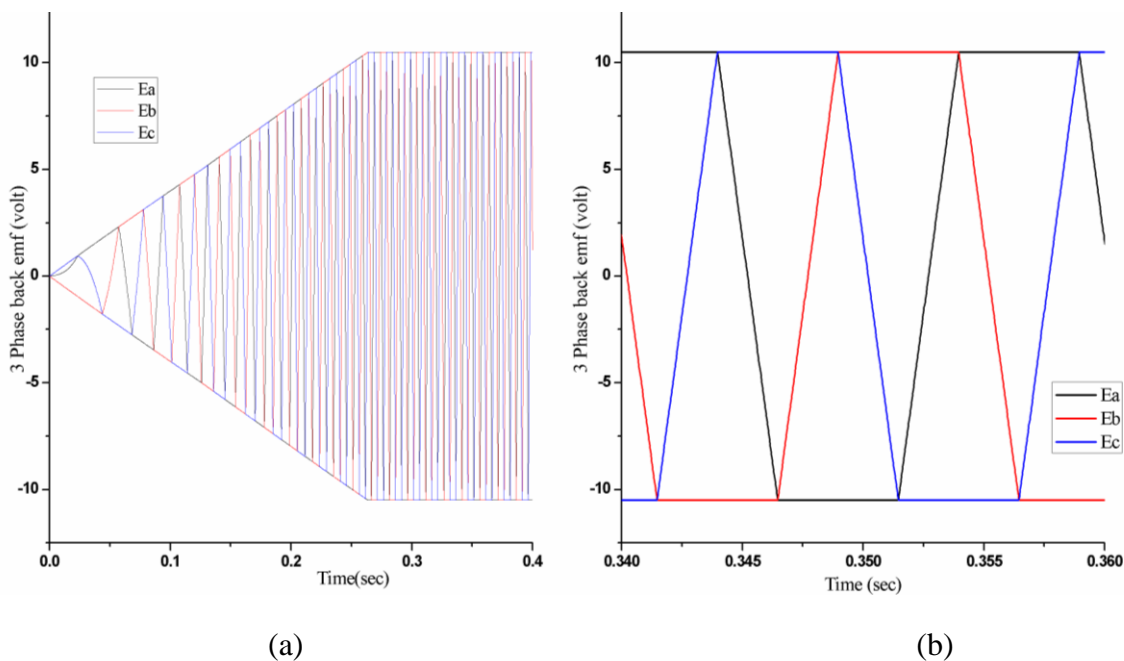 3 Phase back emf (volt)
10
5
0
-5
-10
Ea
Eb
Ec
0.0
0.1
0.2
0.3
0.4
Time(sec)
(a)
3 Phase back emf (volt)
10
5
0
-5
-10
Ea
Eb
Ec
0.340
0.345
0.350
0.355
0.360
Time (sec)
(b)